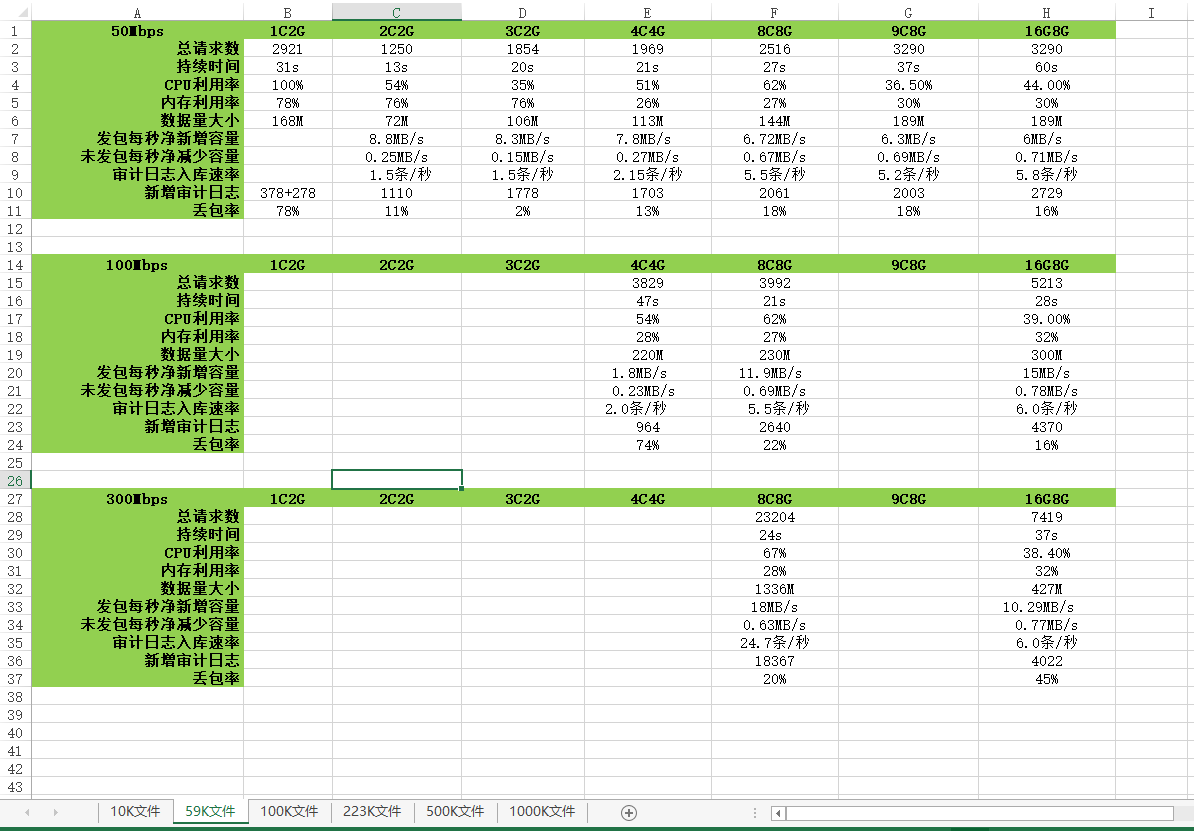 A B C D E F G H I
1 50Mbps 1C2G 2C2G 3C2G 4C4G 8C8G 9C8G 16G8G
2 总请求数 2921 1250 1854 1969 2516 3290 3290
3 持续时间 31s 13s 20s 21s 27s 37s 60s
4 CPU利用率 100% 54% 35% 51% 62% 36.50% 44.00%
5 内存利用率 78% 76% 76% 26% 27% 30% 30%
6 数据量大小 168M 72M 106M 113M 144M 189M 189M
7 发包每秒净新增容量 8.8MB/s 8.3MB/s 7.8MB/s 6.72MB/s 6.3MB/s 6MB/s
8 未发包每秒净减少容量 0.25MB/s 0.15MB/s 0.27MB/s 0.67MB/s 0.69MB/s 0.71MB/s
9 审计日志入库速率 1.5条/秒 1.5条/秒 2.15条/秒 5.5条/秒 5.2条/秒 5.8条/秒
10 新增审计日志 378+278 1110 1778 1703 2061 2003 2729
11 丢包率 78% 11% 2% 13% 18% 18% 16%
12
13
14 100Mbps 1C2G 2C2G 3C2G 4C4G 8C8G 9C8G 16G8G
15 总请求数 3829 3992 5213
16 持续时间 47s 21s 28s
17 CPU利用率 54% 62% 39.00%
18 内存利用率 28% 27% 32%
19 数据量大小 220M 230M 300M
20 发包每秒净新增容量 1.8MB/s 11.9MB/s 15MB/s
21 未发包每秒净减少容量 0.23MB/s 0.69MB/s 0.78MB/s
22 审计日志入库速率 2.0条/秒 5.5条/秒 6.0条/秒
23 新增审计日志 964 2640 4370
24 丢包率 74% 22% 16%
25
26
27 300Mbps 1C2G 2C2G 3C2G 4C4G 8C8G 9C8G 16G8G
28 总请求数 23204 7419
29 持续时间 24s 37s
30 CPU利用率 67% 38.40%
31 内存利用率 28% 32%
32 数据量大小 1336M 427M
33 发包每秒净新增容量 18MB/s 10.29MB/s
34 未发包每秒净减少容量 0.63MB/s 0.77MB/s
35 审计日志入库速率 24.7条/秒 6.0条/秒
36 新增审计日志 18367 4022
37 丢包率 20% 45%
38
39
40
41
42
43
10K文件 59K文件 100K文件 223K文件 500K文件 1000K文件